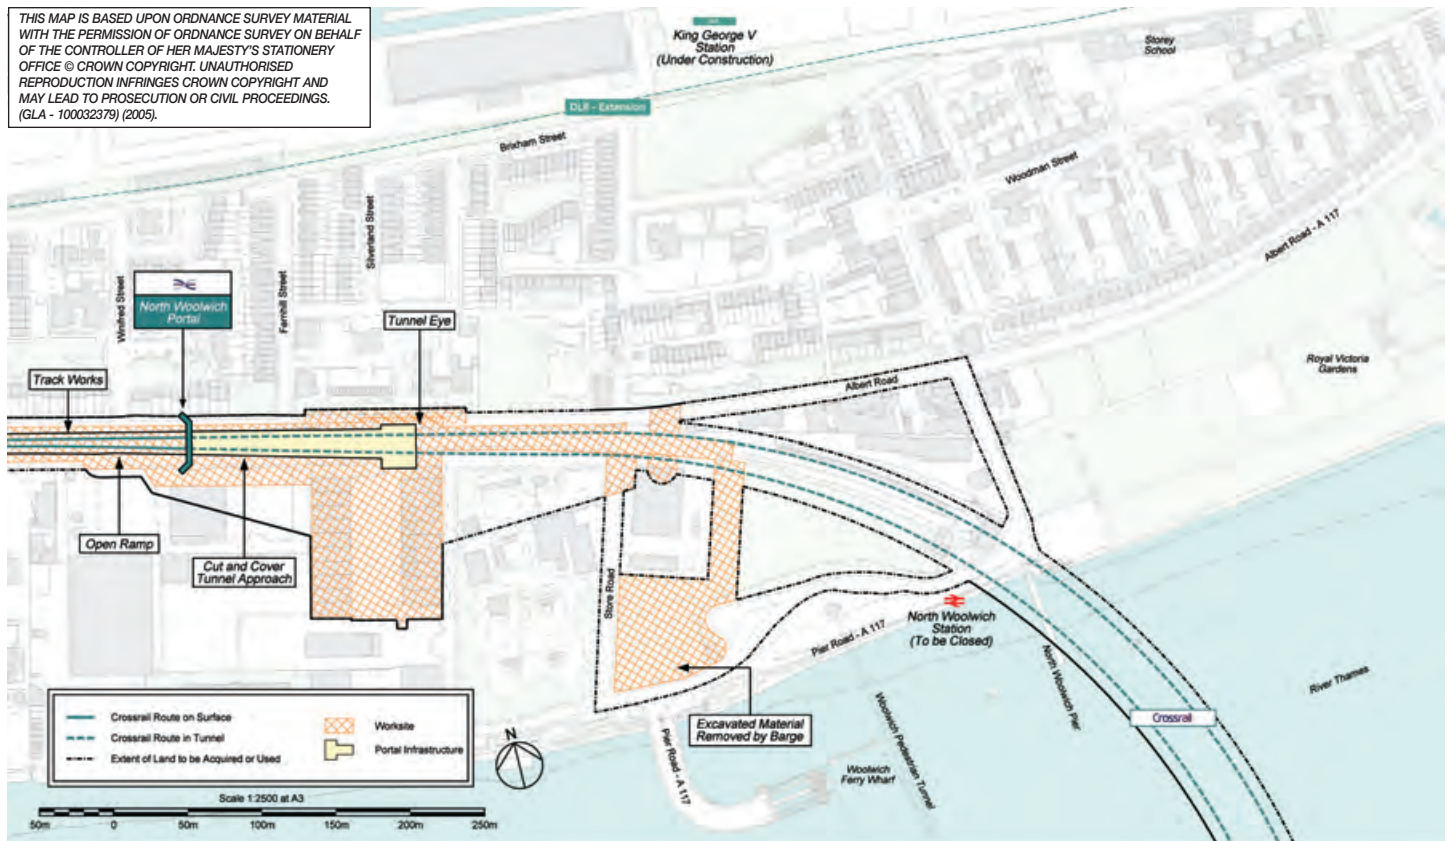 THIS MAP IS BASED UPON ORDNANCE SURVEY MATERIAL
WITH THE PERMISSION OF ORDNANCE SURVEY ON BEHALF
OF THE CONTROLLER OF HER MAJESTY'S STATIONERY
OFFICE © CROWN COPYRIGHT. UNAUTHORISED
REPRODUCTION INFRINGES CROWN COPYRIGHT AND
MAY LEAD TO PROSECUTION OR CIVIL PROCEEDINGS.
(GLA - 100032379) (2005).
King George V
Station
(Under Construction)
Storey
School
DLR - Extension
Brixham Street
Woodman Street
Silverland Street
Albert Road - A 117
Winifred Street
Fernhill Street
North Woolwich
Portal
Tunnel Eye
Track Works
Royal Victoria
Gardens
Albert Road
Open Ramp
Cut and Cover
Tunnel Approach
Store Road
North Woolwich
Station
(To be Closed)
Pier Road - A 117
North Woolwich Pier
River Thames
Crossrail
Excavated Material
Removed by Barge
Pier Road - A 117
Woolwich
Ferry Wharf
Woolwich Pedestrian Tunnel
Crossrail Route on Surface
Crossrail Route in Tunnel
Extent of Land to be Acquired or Used
Worksite
Portal Infrastructure
N
Scale 1:2500 at A3
50m 0 50m 100m 150m 200m 250m